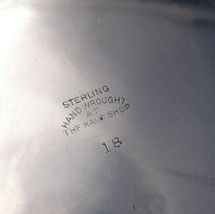 STERLING
HAND WROUGHT
AT
THE KALO SHOP
18